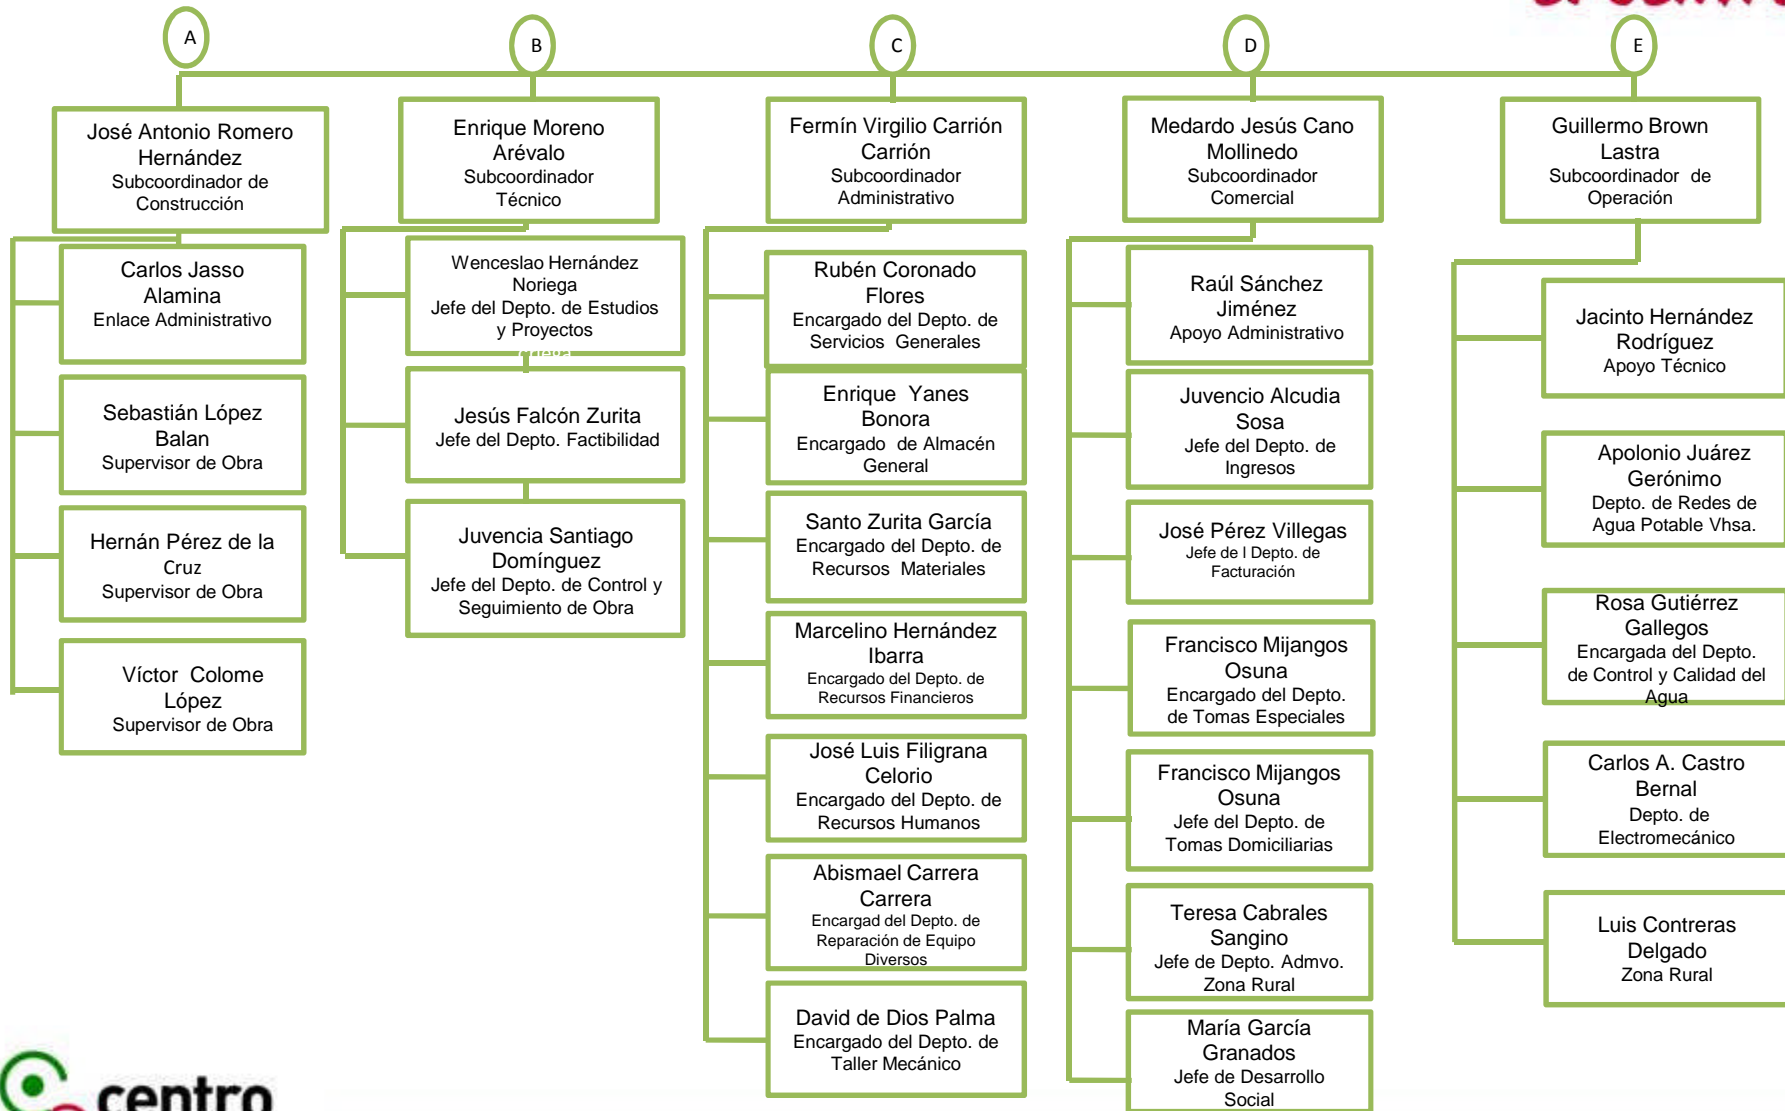 A
B
C
D
E
José Antonio Romero
Hernández
Subcoordinador de
Construcción
Carlos Jasso
Alamina
Enlace Administrativo
Sebastián López
Balan
Supervisor de Obra
Hernán Pérez de la
Cruz
Supervisor de Obra
Víctor Colome
López
Supervisor de Obra
Enrique Moreno
Arévalo
Subcoordinador
Técnico
Wenceslao Hernández
Noriega
Jefe del Depto. de Estudios
y Proyectos
Jesús Falcón Zurita
Jefe del Depto. Factibilidad
Juvencia Santiago
Domínguez
Jefe del Depto. de Control y
Seguimiento de Obra
Fermín Virgilio Carrión
Carrión
Subcoordinador
Administrativo
Rubén Coronado
Flores
Encargado del Depto. de
Servicios Generales
Enrique Yanes
Bonora
Encargado de Almacén
General
Santo Zurita García
Encargado del Depto. de
Recursos Materiales
Marcelino Hernández
Ibarra
Encargado del Depto. de
Recursos Financieros
José Luis Filigrana
Celorio
Encargado del Depto. de
Recursos Humanos
Abismael Carrera
Carrera
Encargad del Depto. de
Reparación de Equipo
Diversos
David de Dios Palma
Encargado del Depto. de
Taller Mecánico
Medardo Jesús Cano
Mollinedo
Subcoordinador
Comercial
Raúl Sánchez
Jiménez
Apoyo Administrativo
Juvencio Alcudia
Sosa
Jefe del Depto. de
Ingresos
José Pérez Villegas
Jefe de l Depto. de
Facturación
Francisco Mijangos
Osuna
Encargado del Depto.
de Tomas Especiales
Francisco Mijangos
Osuna
Jefe del Depto. de
Tomas Domiciliarias
Teresa Cabrales
Sangino
Jefe de Depto. Admvo.
Zona Rural
María García
Granados
Jefe de Desarrollo
Social
Guillermo Brown
Lastra
Subcoordinador de
Operación
Jacinto Hernández
Rodríguez
Apoyo Técnico
Apolonio Juárez
Gerónimo
Depto. de Redes de
Agua Potable Vhsa.
Rosa Gutiérrez
Gallegos
Encargada del Depto.
de Control y Calidad del
Agua
Carlos A. Castro
Bernal
Depto. de
Electromecánico
Luis Contreras
Delgado
Zona Rural
centro